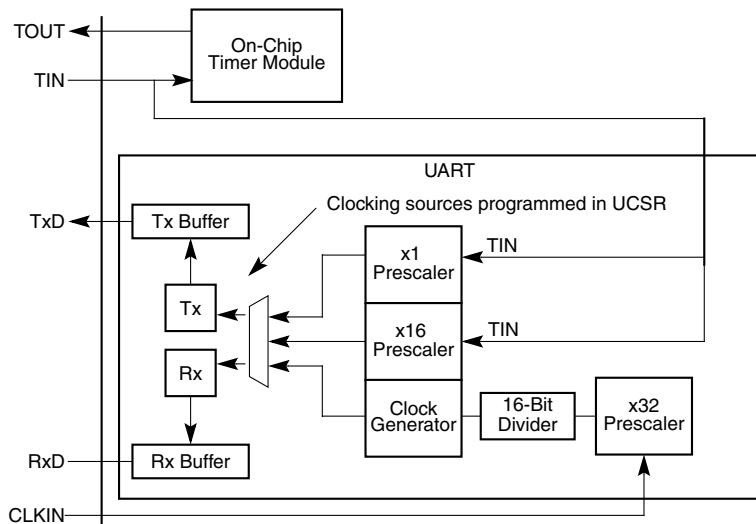 TOUT
On-Chip
Timer Module
TIN
UART
Clocking sources programmed in UCSR
TxD
Tx Buffer
x1
Prescaler
TIN
Tx
x16
Prescaler
TIN
Rx
Clock
Generator
16-Bit
Divider
x32
Prescaler
RxD
Rx Buffer
CLKIN